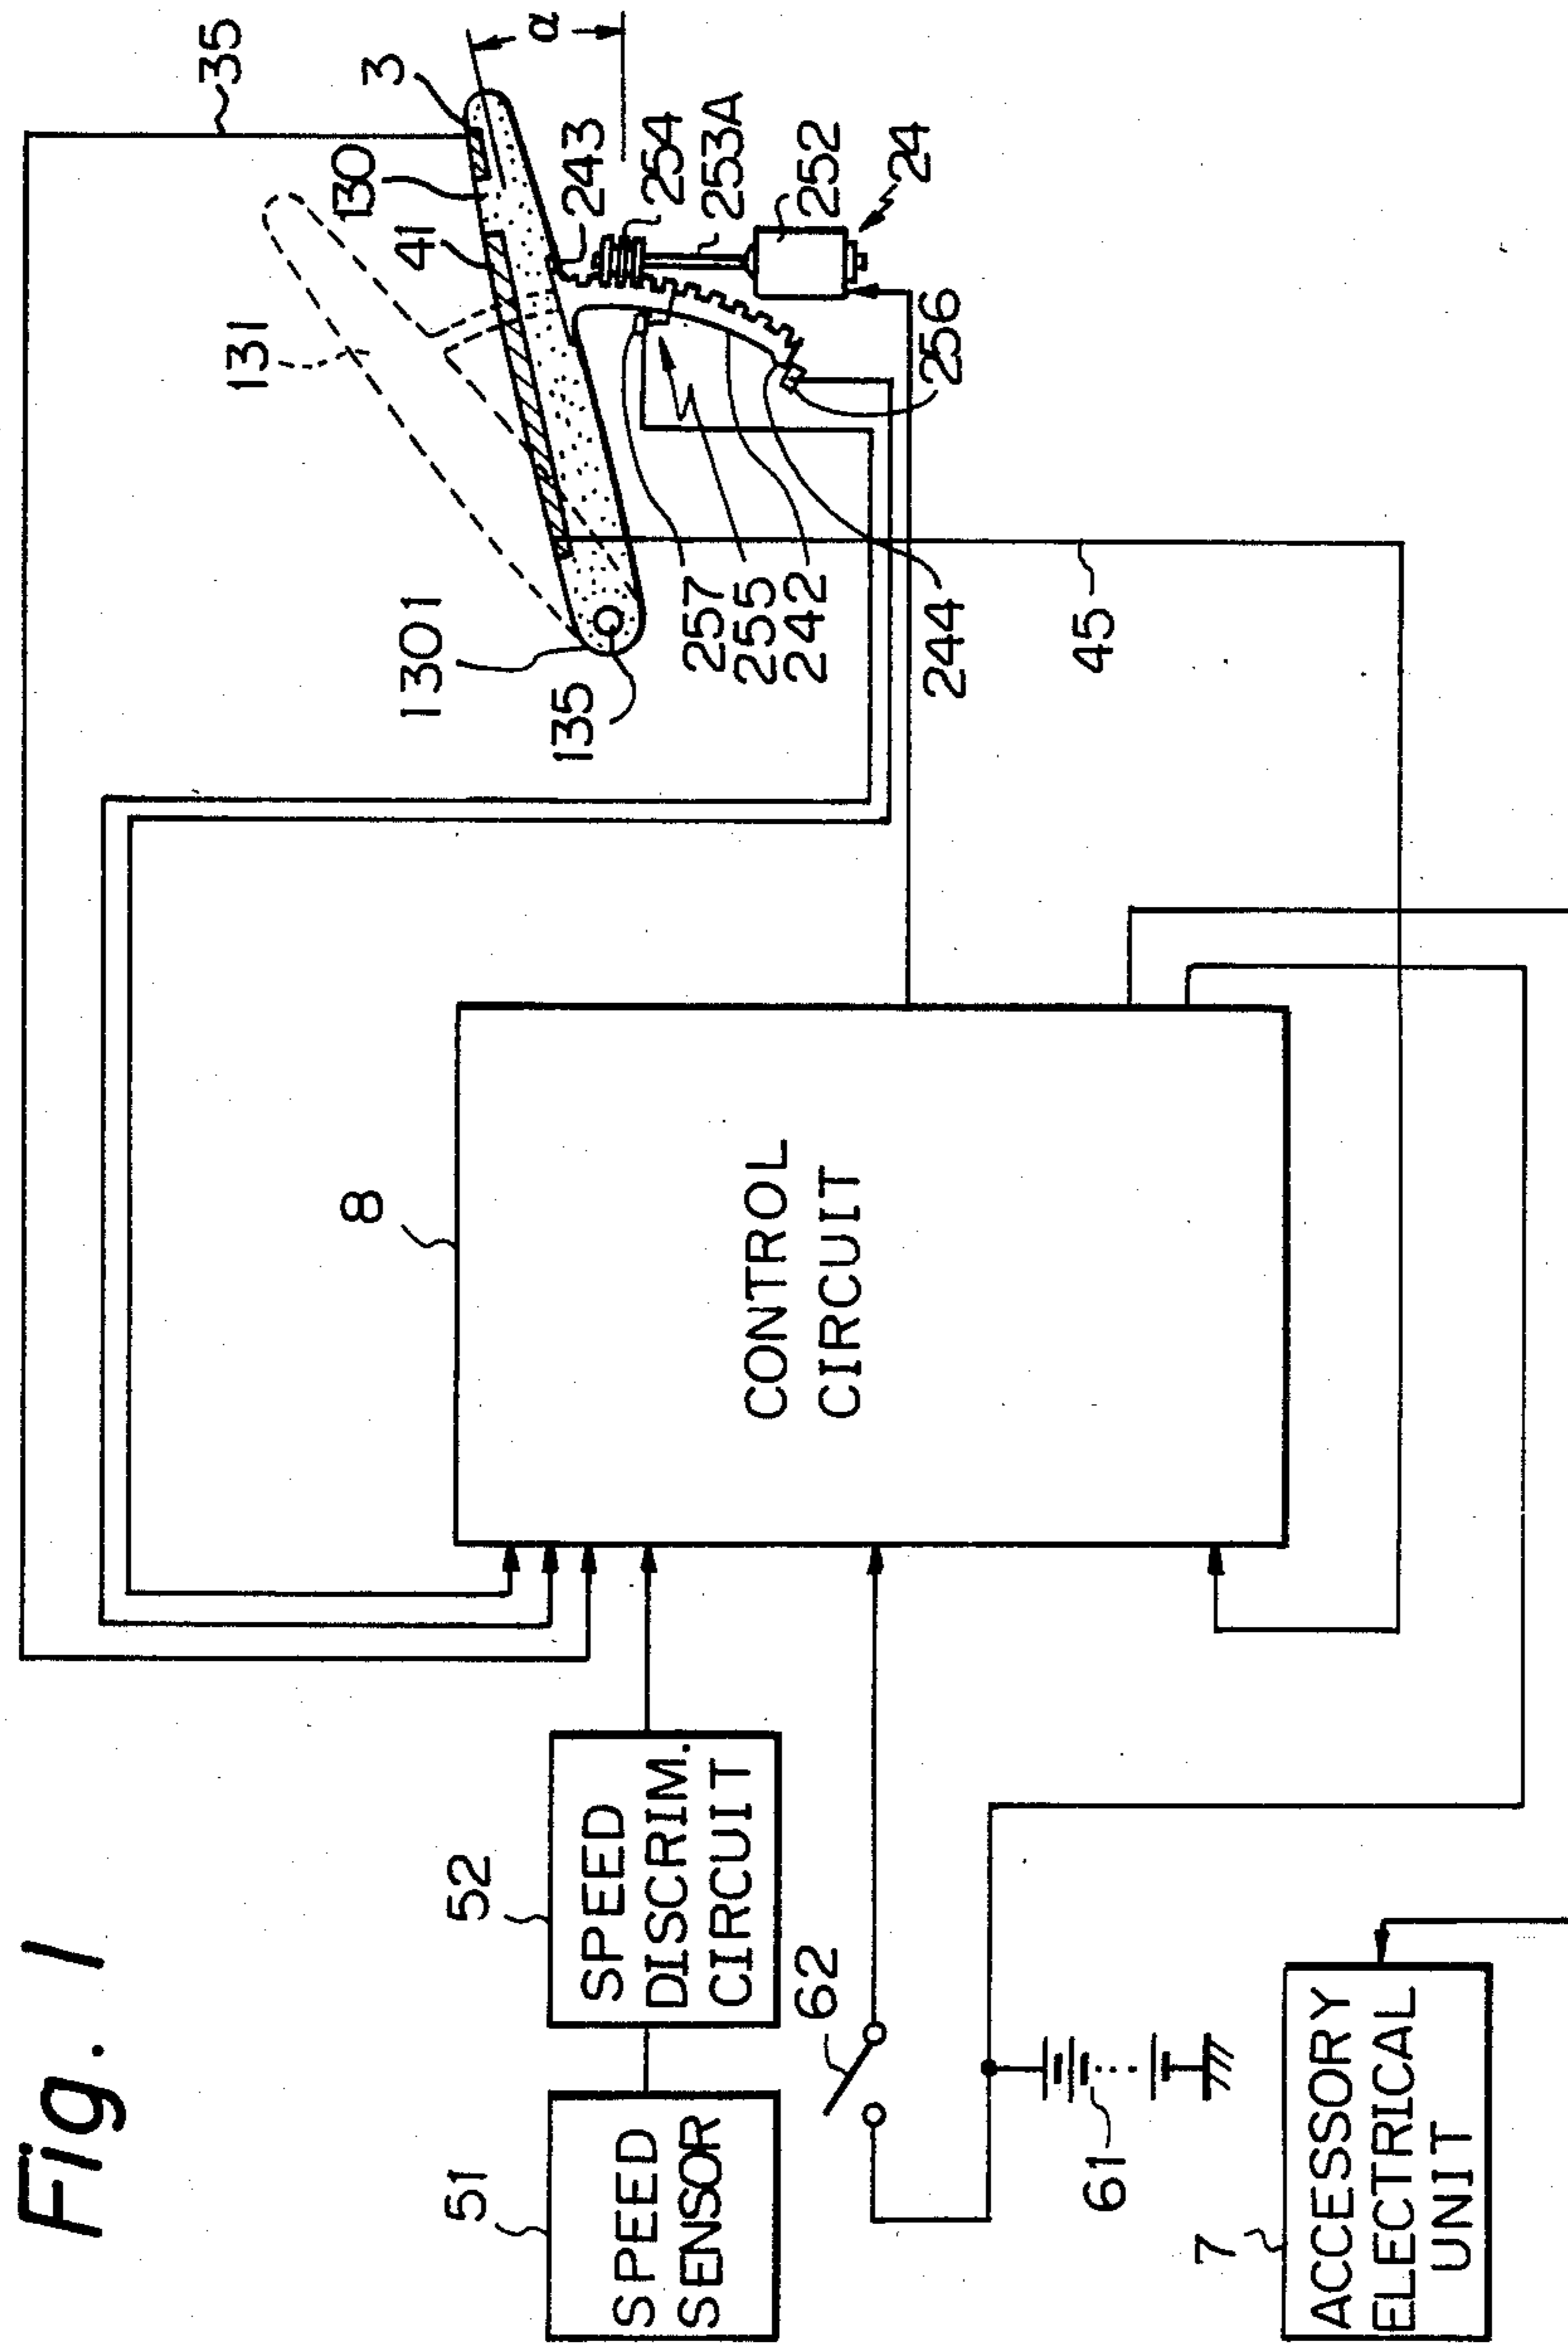 Fig. 1
51
SPEED
SENSOR
52
SPEED
DISCRIM.
CIRCUIT
62
61
7
ACCESSORY
ELECTRICAL
UNIT
8
CONTROL
CIRCUIT
35
3
130
41
131
α
243
254
253A
252
24
256
1301
135
257
255
242
244
45